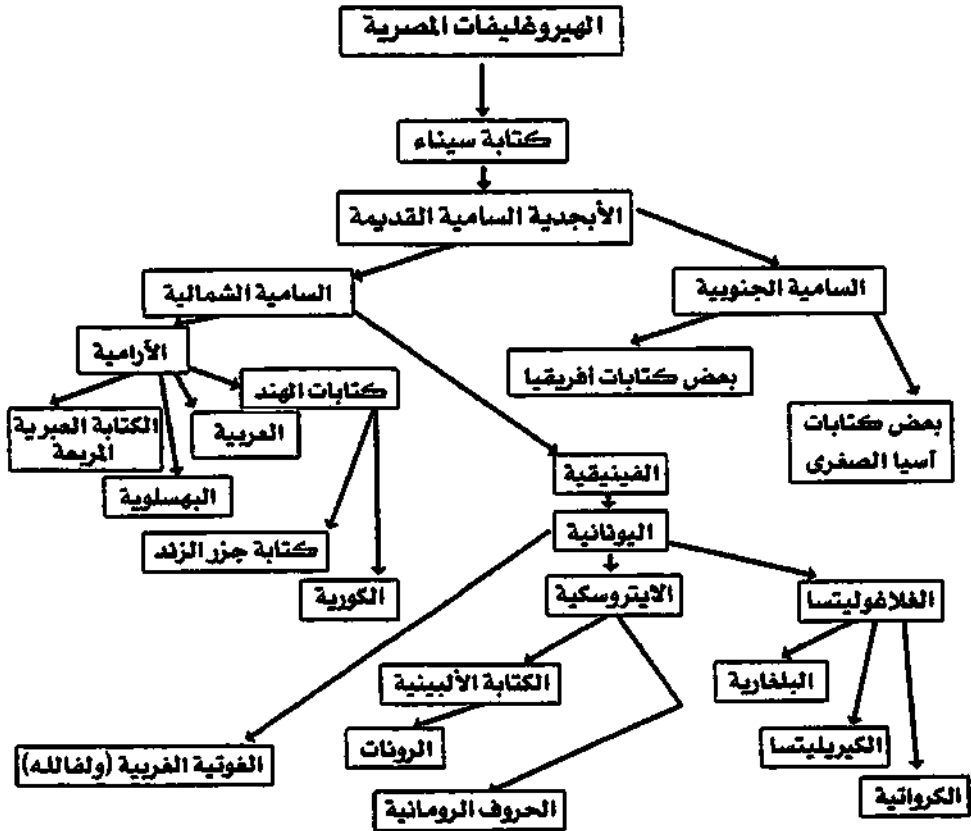 الهيروغليفات المصرية
كتابة سيناء
الأبجدية السامية القديمة
السامية الجنوبية
السامية الشمالية
بعض كتابات أفريقيا
الآرامية
كتابات الهند
بعض كتابات
آسيا الصغرى
الكتابة العبرية
المربعة
العربية
الفينيقية
البهسلوية
اليونانية
كتابة جزر الزند
الكورية
الايتروسكية
الغلاغوليتسا
الكتابة الألبينية
البلغارية
الرونات
الكيريليتسا
الغوتية الغربية (ولفالله)
الحروف الرومانية
الكرواتية